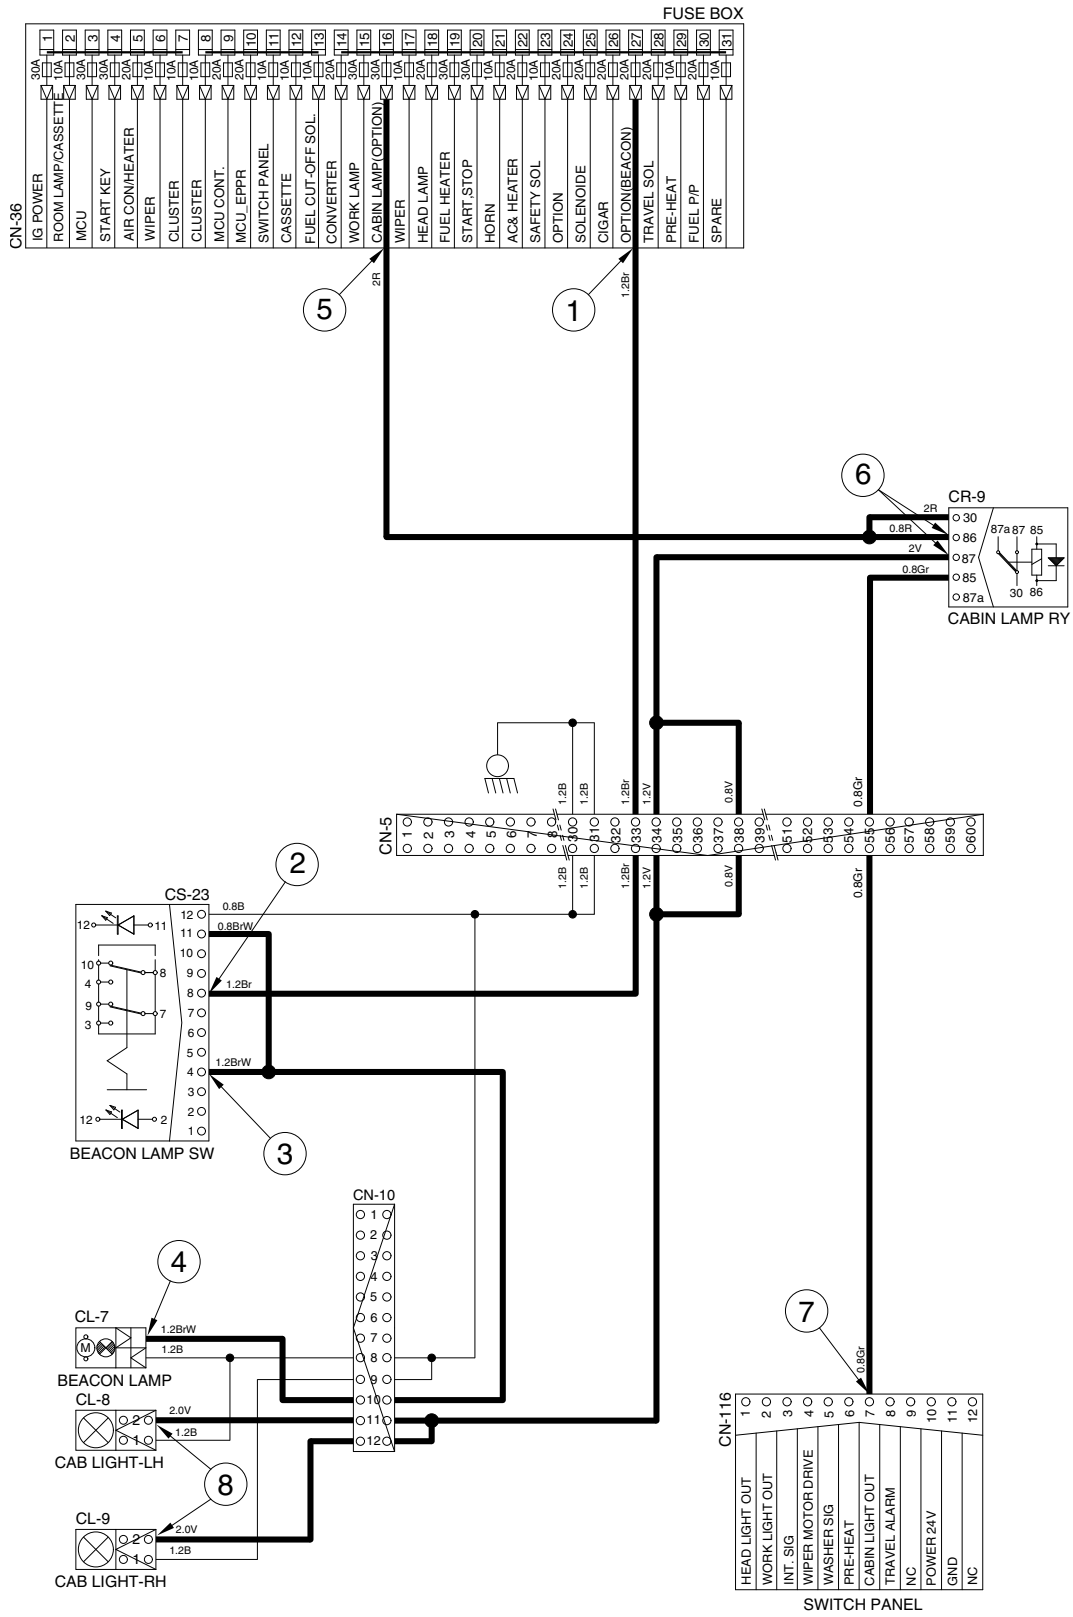 FUSE BOX
CN-36
1 2 3 4 5 6 7 8 9 10 11 12 13 14 15 16 17 18 19 20 21 22 23 24 25 26 27 28 29 30 31
30A 10A 30A 30A 20A 10A 10A 10A 20A 10A 10A 10A 10A 20A 30A 30A 10A 30A 20A 10A 10A 20A 20A 20A 10A 10A 20A 20A 20A 10A 10A
IG POWER
ROOM LAMP/CASSETTE
MCU
START KEY
AIR CON/HEATER
WIPER
CLUSTER
CLUSTER
MCU CONT.
MCU_EPPR
SWITCH PANEL
CASSETTE
FUEL CUT-OFF SOL.
CONVERTER
WORK LAMP
CABIN LAMP(OPTION)
WIPER
HEAD LAMP
FUEL HEATER
START,STOP
HORN
AC& HEATER
SAFETY SOL
OPTION
SOLENOIDE
CIGAR
OPTION(BEACON)
TRAVEL SOL
PRE-HEAT
FUEL P/P
SPARE
5
2R
1
1.2Br
6
CR-9
2R
30
0.8R
86
2V
87
0.8Gr
85
87a
87a 87 85
30 86
CABIN LAMP RY
1.2B 1.2B 1.2Br 1.2V 0.8V 0.8Gr
CN-5
1 2 3 4 5 6 7 8 30 31 32 33 34 35 36 37 38 39 51 52 53 54 55 56 57 58 59 60
1.2B 1.2B 1.2Br 1.2V 0.8V 0.8Gr
2
CS-23
12 0.8B
11 0.8BrW
10
9
8 1.2Br
7
6
5
4 1.2BrW
3
2
1
12 11
10 8
4
9 7
3
12 2
BEACON LAMP SW
3
CN-10
1
2
3
4
5
6
7
8
9
10
11
12
4
CL-7
1.2BrW
M
1.2B
BEACON LAMP
CL-8
2.0V
2
1.2B
1
CAB LIGHT-LH
8
CL-9
2.0V
2
1.2B
1
CAB LIGHT-RH
7
0.8Gr
CN-116
1 2 3 4 5 6 7 8 9 10 11 12
HEAD LIGHT OUT
WORK LIGHT OUT
INT. SIG
WIPER MOTOR DRIVE
WASHER SIG
PRE-HEAT
CABIN LIGHT OUT
TRAVEL ALARM
NC
POWER 24V
GND
NC
SWITCH PANEL